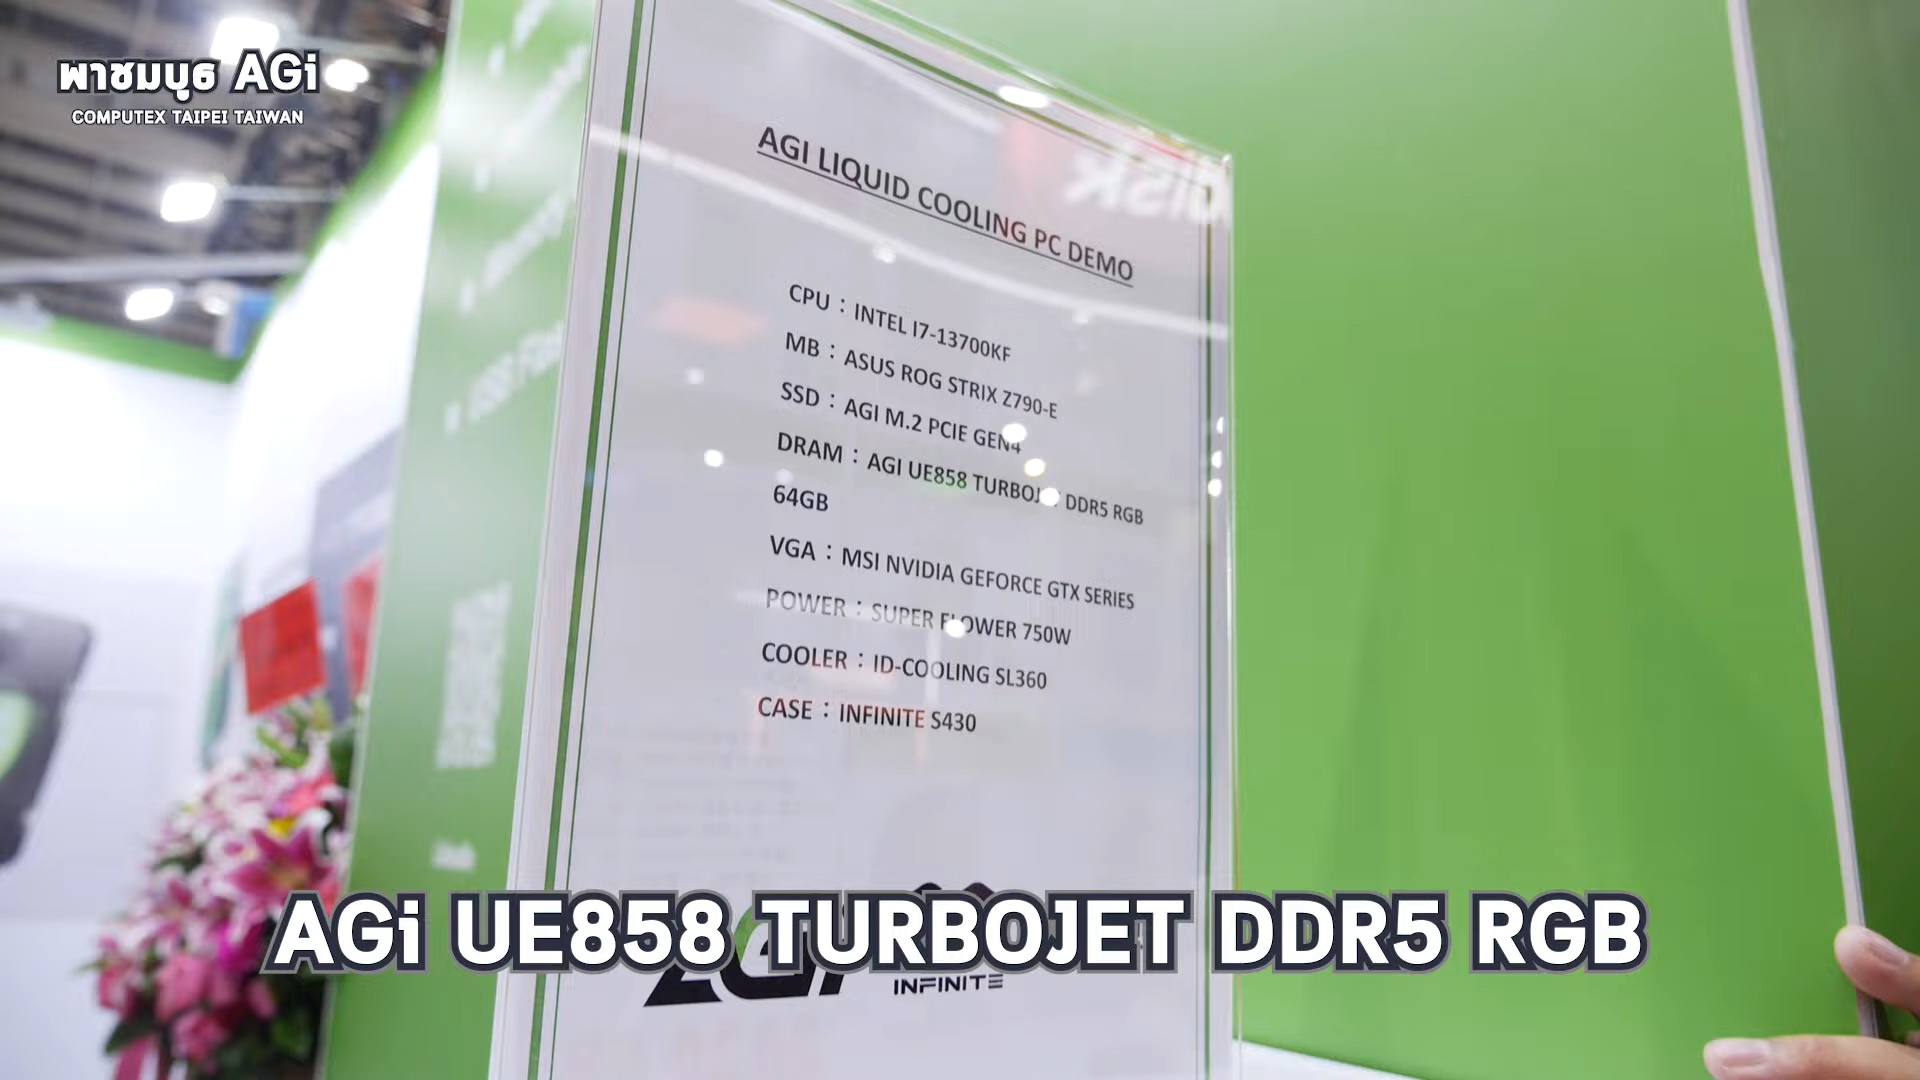 พาชมบูธ AGi
COMPUTEX TAIPEI TAIWAN
AGI LIQUID COOLING PC DEMO
CPU：INTEL I7-13700KF
MB：ASUS ROG STRIX Z790-E
SSD：AGI M.2 PCIE GEN4
DRAM：AGI UE858 TURBOJET DDR5 RGB
64GB
VGA：MSI NVIDIA GEFORCE GTX SERIES
POWER：SUPER FLOWER 750W
COOLER：ID-COOLING SL360
CASE：INFINITE S430
AGi UE858 TURBOJET DDR5 RGB
AGI
INFINITE